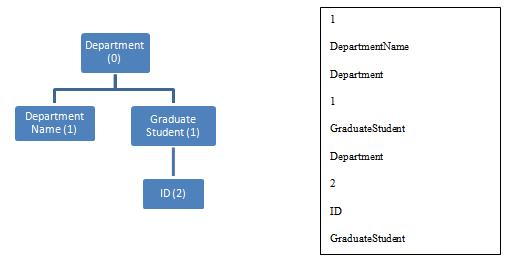 Department
(0)
Department
Name (1)
Graduate
Student (1)
ID (2)
1
DepartmentName
Department
1
GraduateStudent
Department
2
ID
GraduateStudent